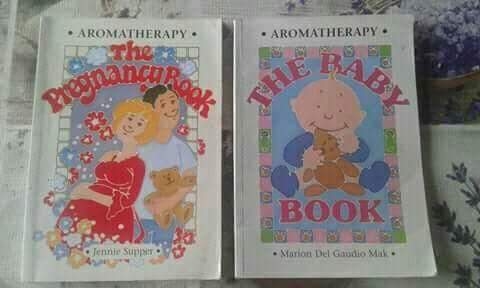 • AROMATHERAPY •
The
Pregnancy Book
• Jennie Supper •
• AROMATHERAPY •
THE BABY
BOOK
• Marion Del Gaudio Mak •